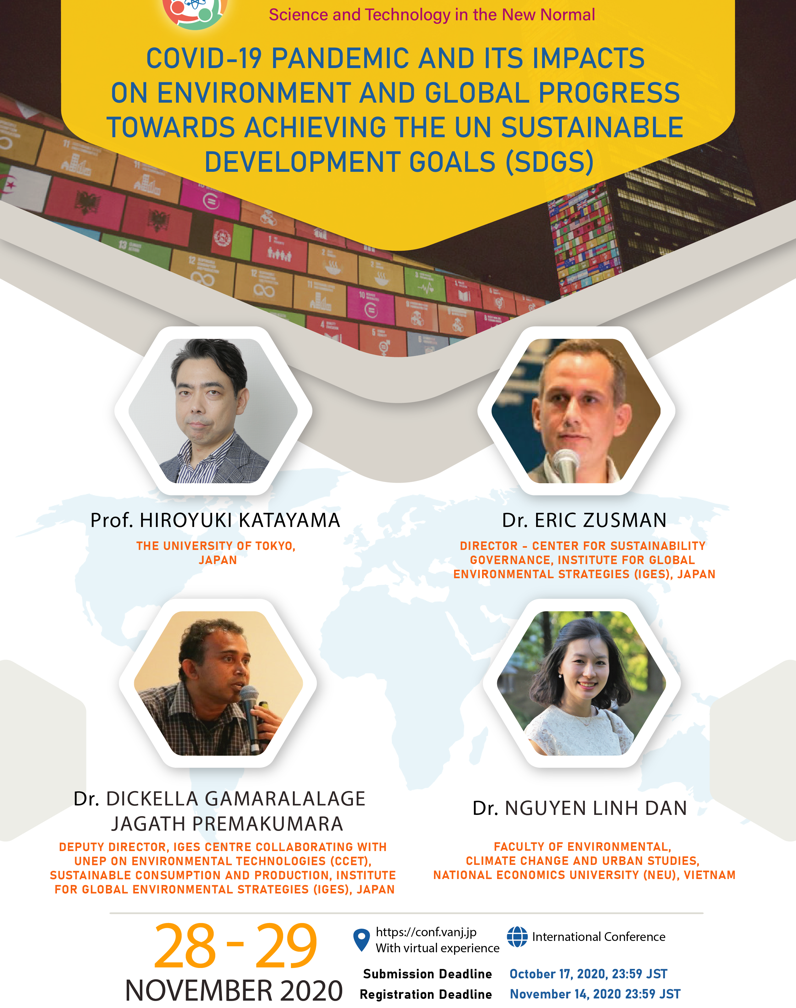 Science and Technology in the New Normal
COVID-19 PANDEMIC AND ITS IMPACTS
ON ENVIRONMENT AND GLOBAL PROGRESS
TOWARDS ACHIEVING THE UN SUSTAINABLE
DEVELOPMENT GOALS (SDGS)
Prof. HIROYUKI KATAYAMA
THE UNIVERSITY OF TOKYO,
JAPAN
Dr. ERIC ZUSMAN
DIRECTOR - CENTER FOR SUSTAINABILITY
GOVERNANCE, INSTITUTE FOR GLOBAL
ENVIRONMENTAL STRATEGIES (IGES), JAPAN
Dr. DICKELLA GAMARALALAGE
JAGATH PREMAKUMARA
DEPUTY DIRECTOR, IGES CENTRE COLLABORATING WITH
UNEP ON ENVIRONMENTAL TECHNOLOGIES (CCET),
SUSTAINABLE CONSUMPTION AND PRODUCTION, INSTITUTE
FOR GLOBAL ENVIRONMENTAL STRATEGIES (IGES), JAPAN
Dr. NGUYEN LINH DAN
FACULTY OF ENVIRONMENTAL,
CLIMATE CHANGE AND URBAN STUDIES,
NATIONAL ECONOMICS UNIVERSITY (NEU), VIETNAM
28 - 29
NOVEMBER 2020
https://conf.vanj.jp
With virtual experience
International Conference
Submission Deadline October 17, 2020, 23:59 JST
Registration Deadline November 14, 2020 23:59 JST